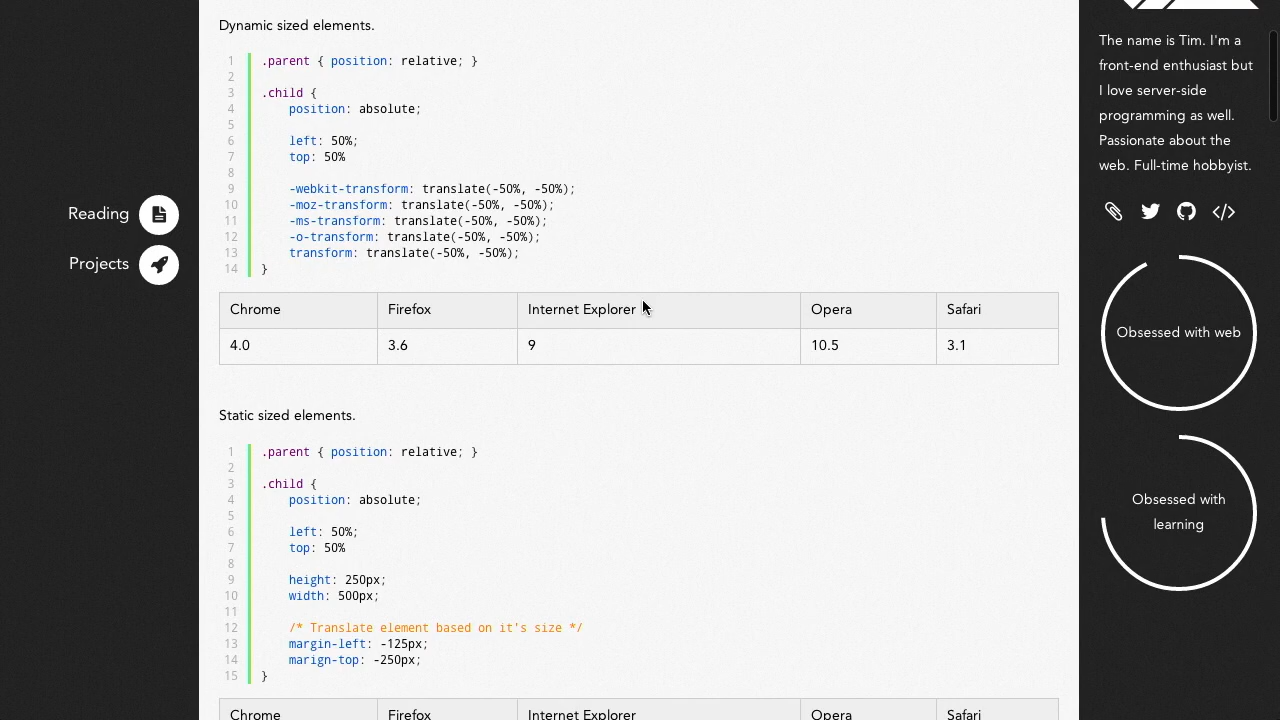 Reading
Projects
Dynamic sized elements.
1 .parent { position: relative; }
2
3 .child {
4     position: absolute;
5
6     left: 50%;
7     top: 50%
8
9     -webkit-transform: translate(-50%, -50%);
10     -moz-transform: translate(-50%, -50%);
11     -ms-transform: translate(-50%, -50%);
12     -o-transform: translate(-50%, -50%);
13     transform: translate(-50%, -50%);
14 }
Chrome Firefox Internet Explorer Opera Safari
4.0 3.6 9 10.5 3.1
Static sized elements.
1 .parent { position: relative; }
2
3 .child {
4     position: absolute;
5
6     left: 50%;
7     top: 50%
8
9     height: 250px;
10     width: 500px;
11
12     /* Translate element based on it's size */
13     margin-left: -125px;
14     marign-top: -250px;
15 }
Chrome Firefox Internet Explorer Opera Safari
The name is Tim. I'm a
front-end enthusiast but
I love server-side
programming as well.
Passionate about the
web. Full-time hobbyist.
Obsessed with web
Obsessed with
learning